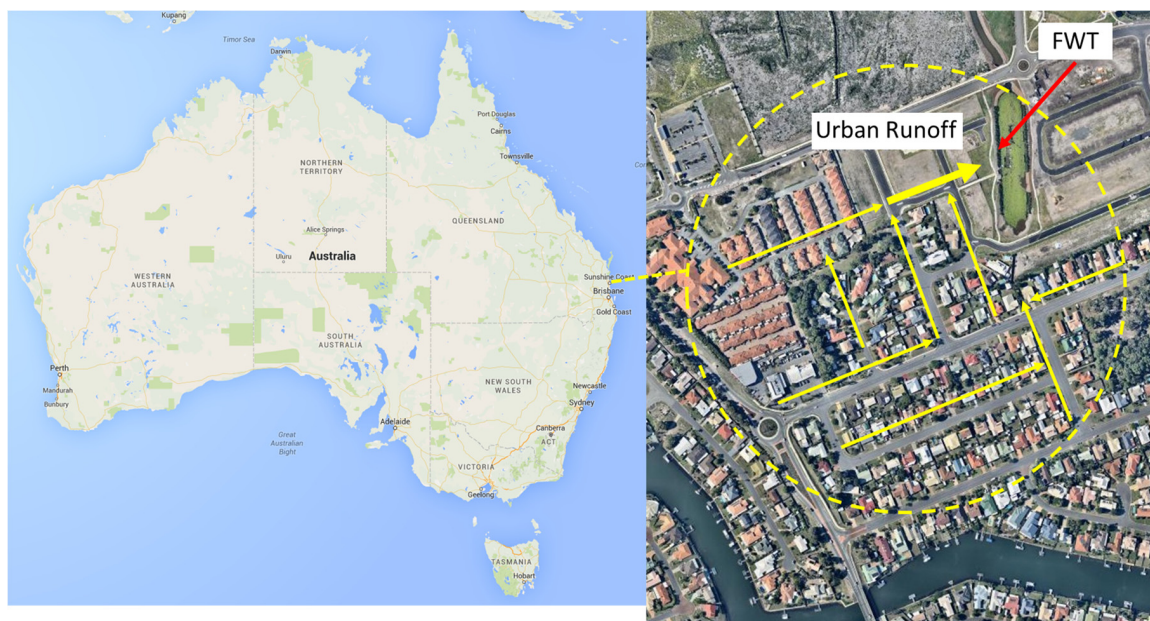 Kupang
Timor Sea
Darwin
Port Douglas
Cairns
Townsville
NORTHERN
TERRITORY
QUEENSLAND
Alice Springs
Uluru
Australia
WESTERN
AUSTRALIA
SOUTH
AUSTRALIA
Sunshine Coast
Brisbane
Gold Coast
NEW SOUTH
WALES
Perth
Mandurah
Bunbury
Newcastle
Sydney
Adelaide
Canberra
ACT
Great
Australian
Bight
VICTORIA
Geelong
TASMANIA
Hobart
FWT
Urban Runoff